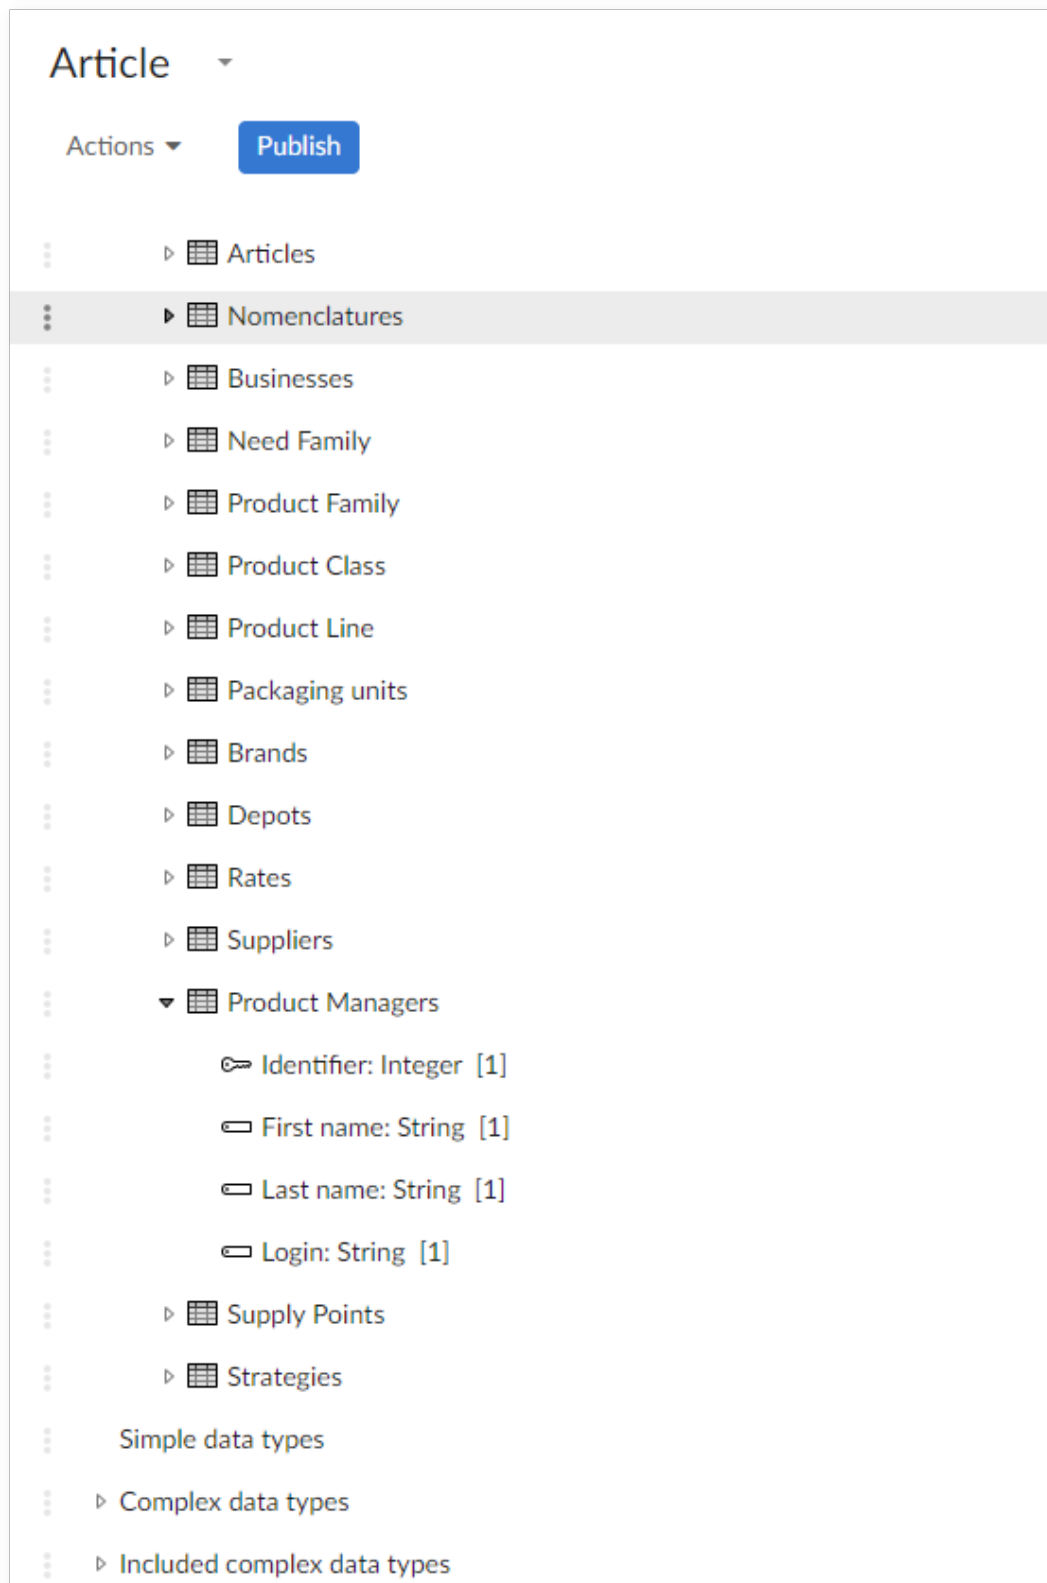 Article
Actions Publish
Articles
Nomenclatures
Businesses
Need Family
Product Family
Product Class
Product Line
Packaging units
Brands
Depots
Rates
Suppliers
Product Managers
Identifier: Integer [1]
First name: String [1]
Last name: String [1]
Login: String [1]
Supply Points
Strategies
Simple data types
Complex data types
Included complex data types